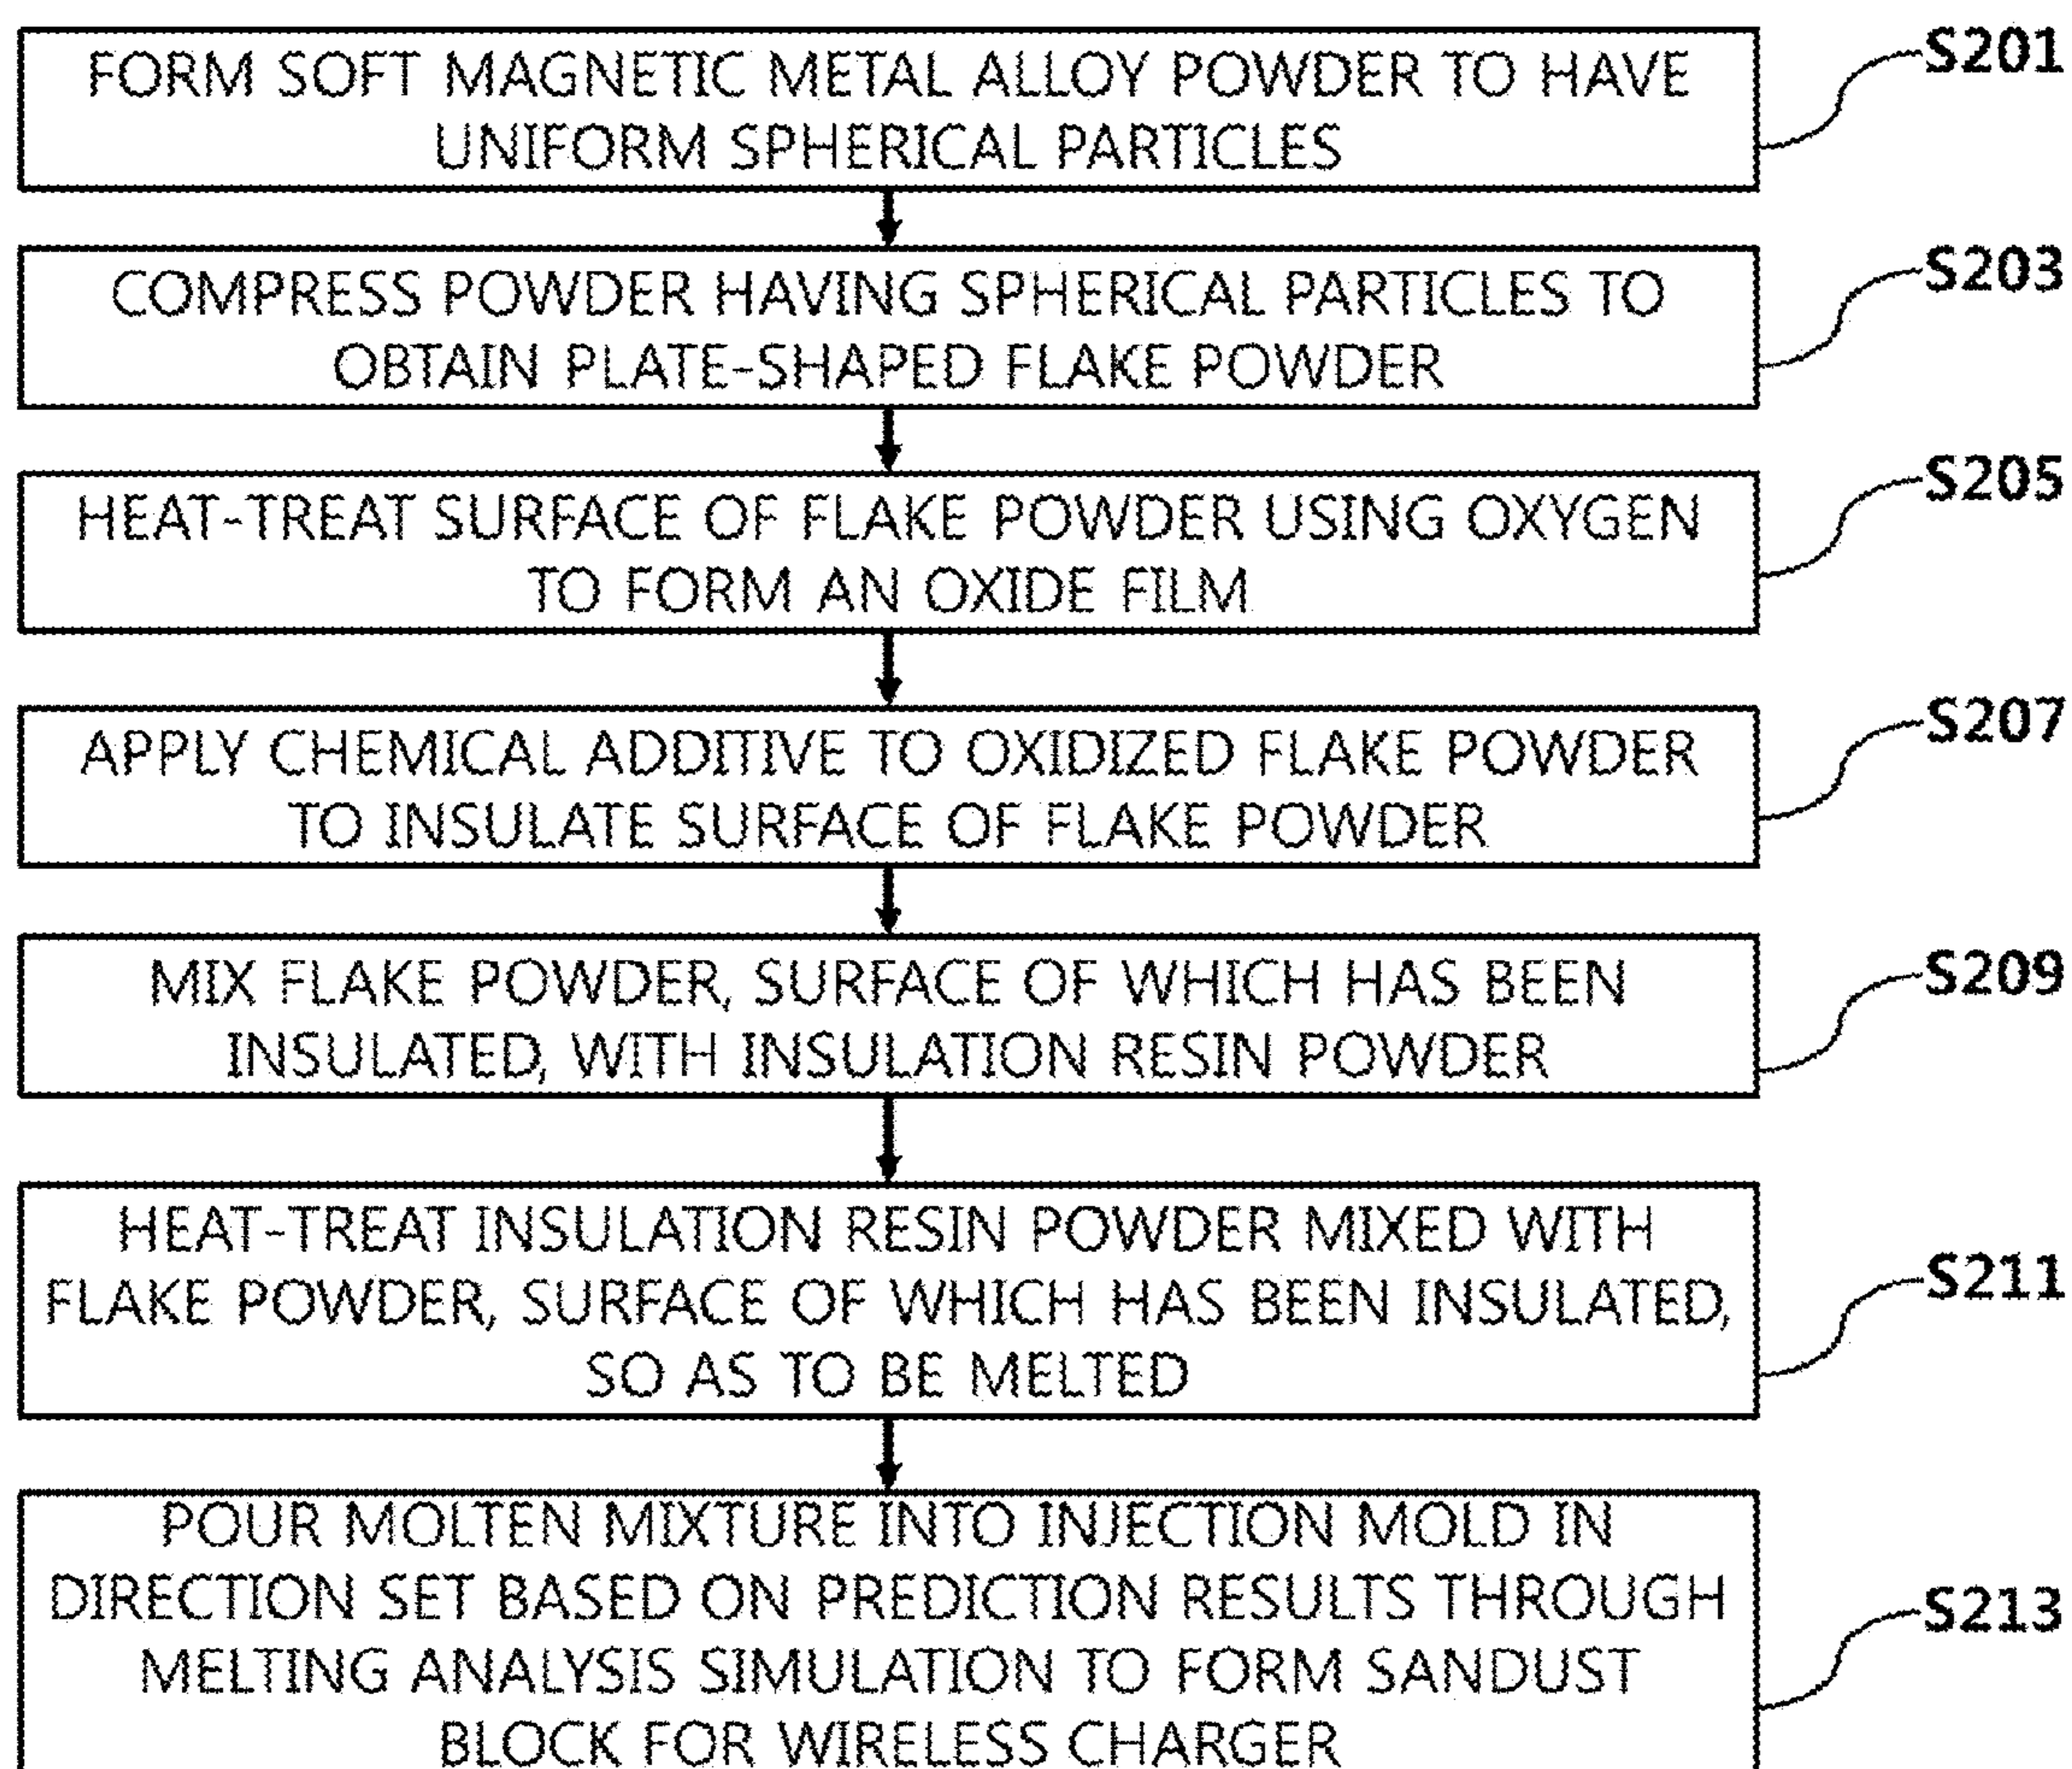 FORM SOFT MAGNETIC METAL ALLOY POWDER TO HAVE
UNIFORM SPHERICAL PARTICLES
S201
COMPRESS POWDER HAVING SPHERICAL PARTICLES TO
OBTAIN PLATE-SHAPED FLAKE POWDER
S203
HEAT-TREAT SURFACE OF FLAKE POWDER USING OXYGEN
TO FORM AN OXIDE FILM
S205
APPLY CHEMICAL ADDITIVE TO OXIDIZED FLAKE POWDER
TO INSULATE SURFACE OF FLAKE POWDER
S207
MIX FLAKE POWDER, SURFACE OF WHICH HAS BEEN
INSULATED, WITH INSULATION RESIN POWDER
S209
HEAT-TREAT INSULATION RESIN POWDER MIXED WITH
FLAKE POWDER, SURFACE OF WHICH HAS BEEN INSULATED,
SO AS TO BE MELTED
S211
POUR MOLTEN MIXTURE INTO INJECTION MOLD IN
DIRECTION SET BASED ON PREDICTION RESULTS THROUGH
MELTING ANALYSIS SIMULATION TO FORM SANDUST
BLOCK FOR WIRELESS CHARGER
S213